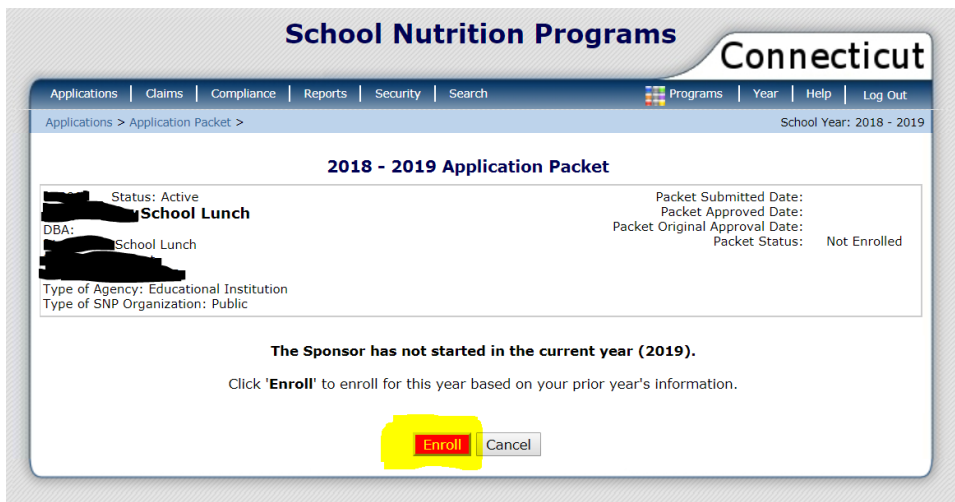 School Nutrition Programs
Connecticut
Applications | Claims | Compliance | Reports | Security | Search Programs | Year | Help | Log Out
Applications > Application Packet > School Year: 2018 - 2019
2018 - 2019 Application Packet
Status: Active Packet Submitted Date:
School Lunch Packet Approved Date:
DBA: Packet Original Approval Date:
School Lunch Packet Status: Not Enrolled
Type of Agency: Educational Institution
Type of SNP Organization: Public
The Sponsor has not started in the current year (2019).
Click 'Enroll' to enroll for this year based on your prior year's information.
Enroll Cancel